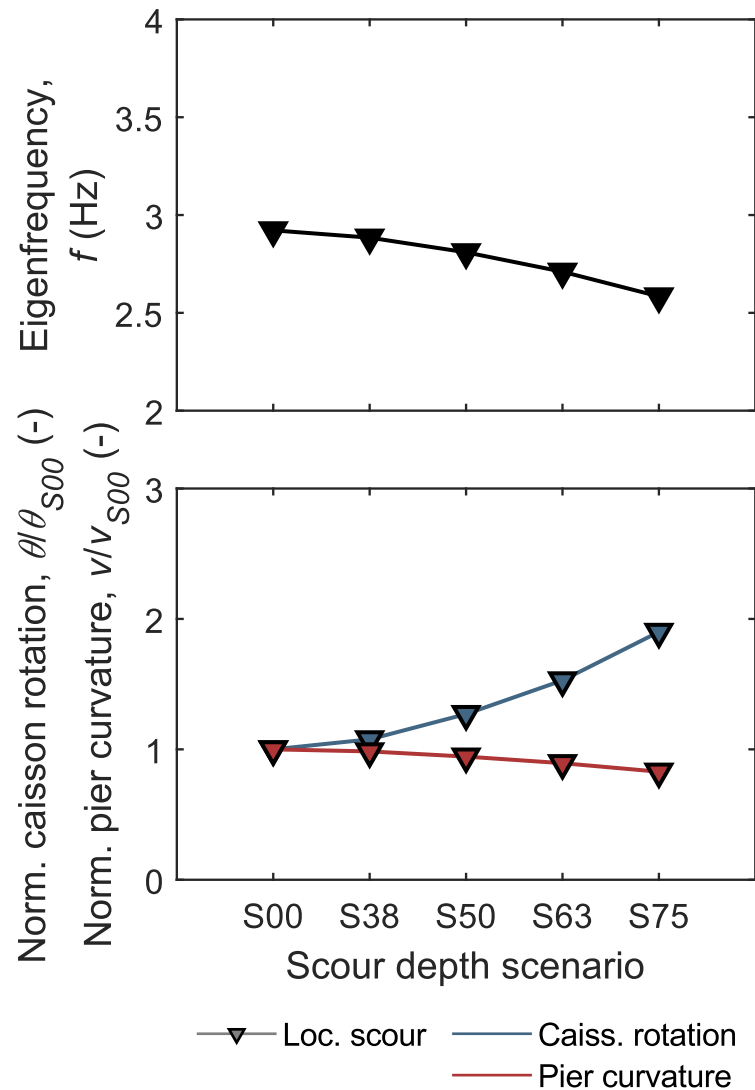 Eigenfrequency,
f (Hz)
4
3.5
3
2.5
2
Norm. caisson rotation, θ/θS00 (-)
Norm. pier curvature, v/vS00 (-)
3
2
1
0
S00 S38 S50 S63 S75
Scour depth scenario
Loc. scour Caiss. rotation
Pier curvature